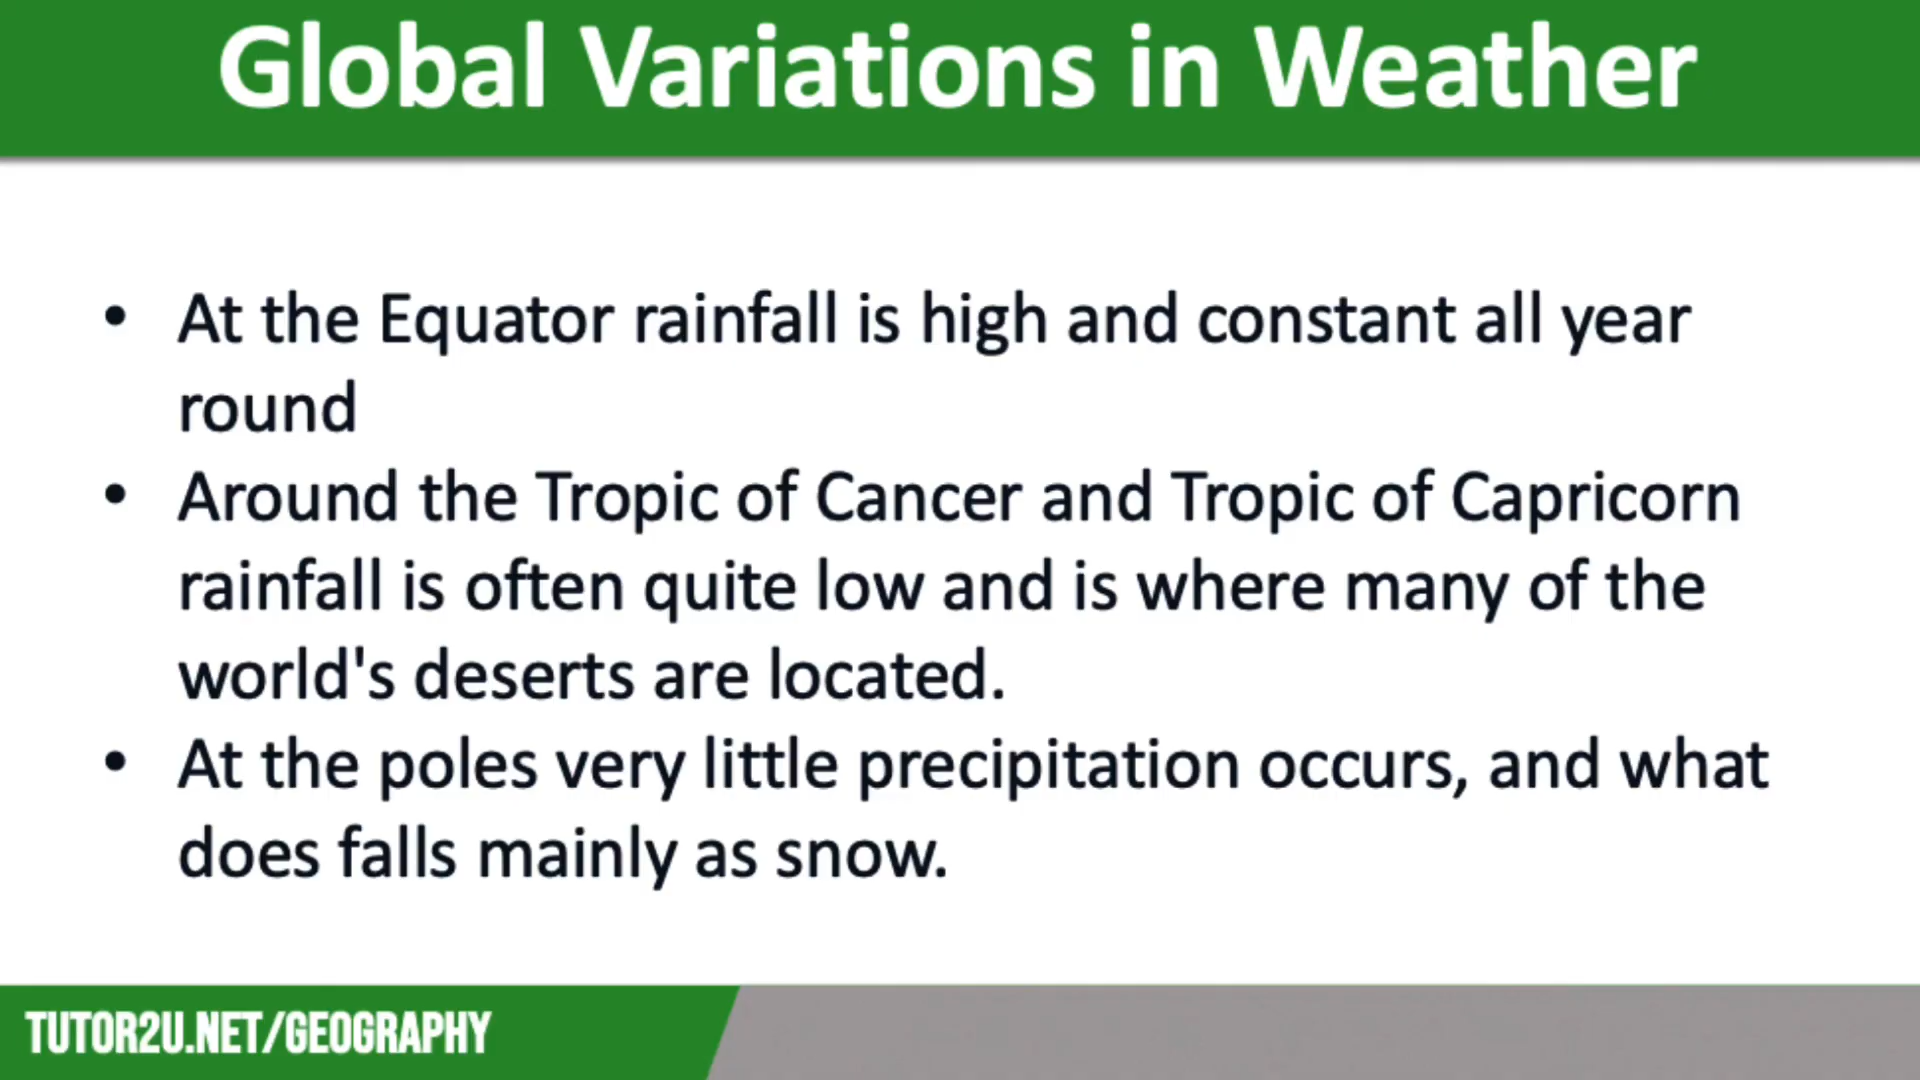 Global Variations in Weather
• At the Equator rainfall is high and constant all year
round
• Around the Tropic of Cancer and Tropic of Capricorn
rainfall is often quite low and is where many of the
world's deserts are located.
• At the poles very little precipitation occurs, and what
does falls mainly as snow.
TUTOR2U.NET/GEOGRAPHY